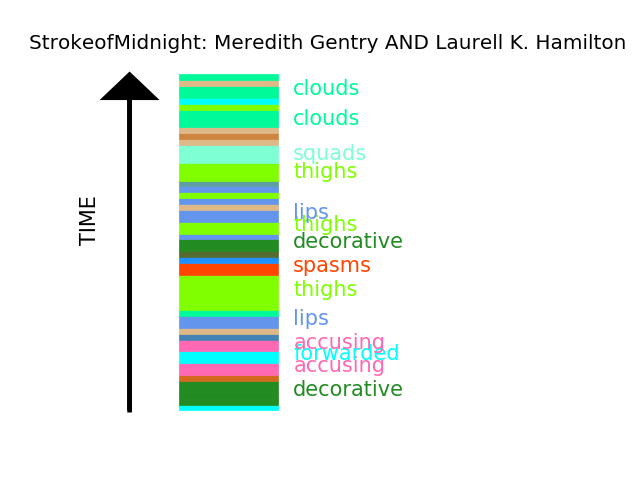 StrokeofMidnight: Meredith Gentry AND Laurell K. Hamilton
TIME
clouds
clouds
squads
thighs
lips
thighs
decorative
spasms
thighs
lips
accusing
forwarded
accusing
decorative